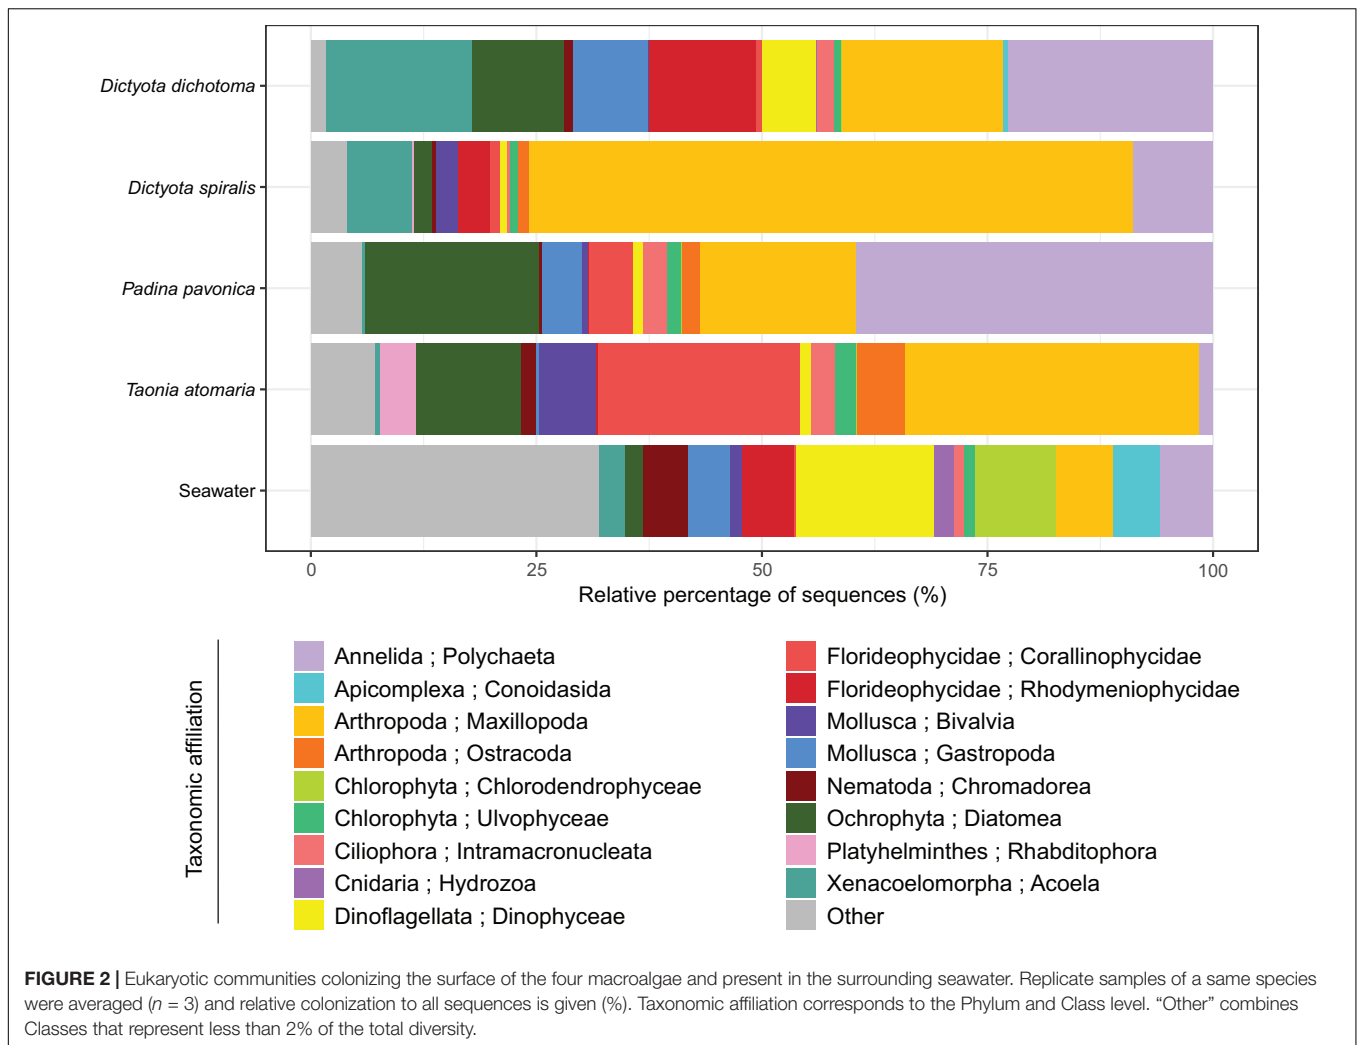 Dictyota dichotoma
Dictyota spiralis
Padina pavonica
Taonia atomaria
Seawater
0 25 50 75 100
Relative percentage of sequences (%)
Taxonomic affiliation
Annelida ; Polychaeta
Apicomplexa ; Conoidasida
Arthropoda ; Maxillopoda
Arthropoda ; Ostracoda
Chlorophyta ; Chlorodendrophyceae
Chlorophyta ; Ulvophyceae
Ciliophora ; Intramacronucleata
Cnidaria ; Hydrozoa
Dinoflagellata ; Dinophyceae
Florideophycidae ; Corallinophycidae
Florideophycidae ; Rhodymeniophycidae
Mollusca ; Bivalvia
Mollusca ; Gastropoda
Nematoda ; Chromadorea
Ochrophyta ; Diatomea
Platyhelminthes ; Rhabditophora
Xenacoelomorpha ; Acoela
Other
FIGURE 2 | Eukaryotic communities colonizing the surface of the four macroalgae and present in the surrounding seawater. Replicate samples of a same species
were averaged (n = 3) and relative colonization to all sequences is given (%). Taxonomic affiliation corresponds to the Phylum and Class level. “Other” combines
Classes that represent less than 2% of the total diversity.